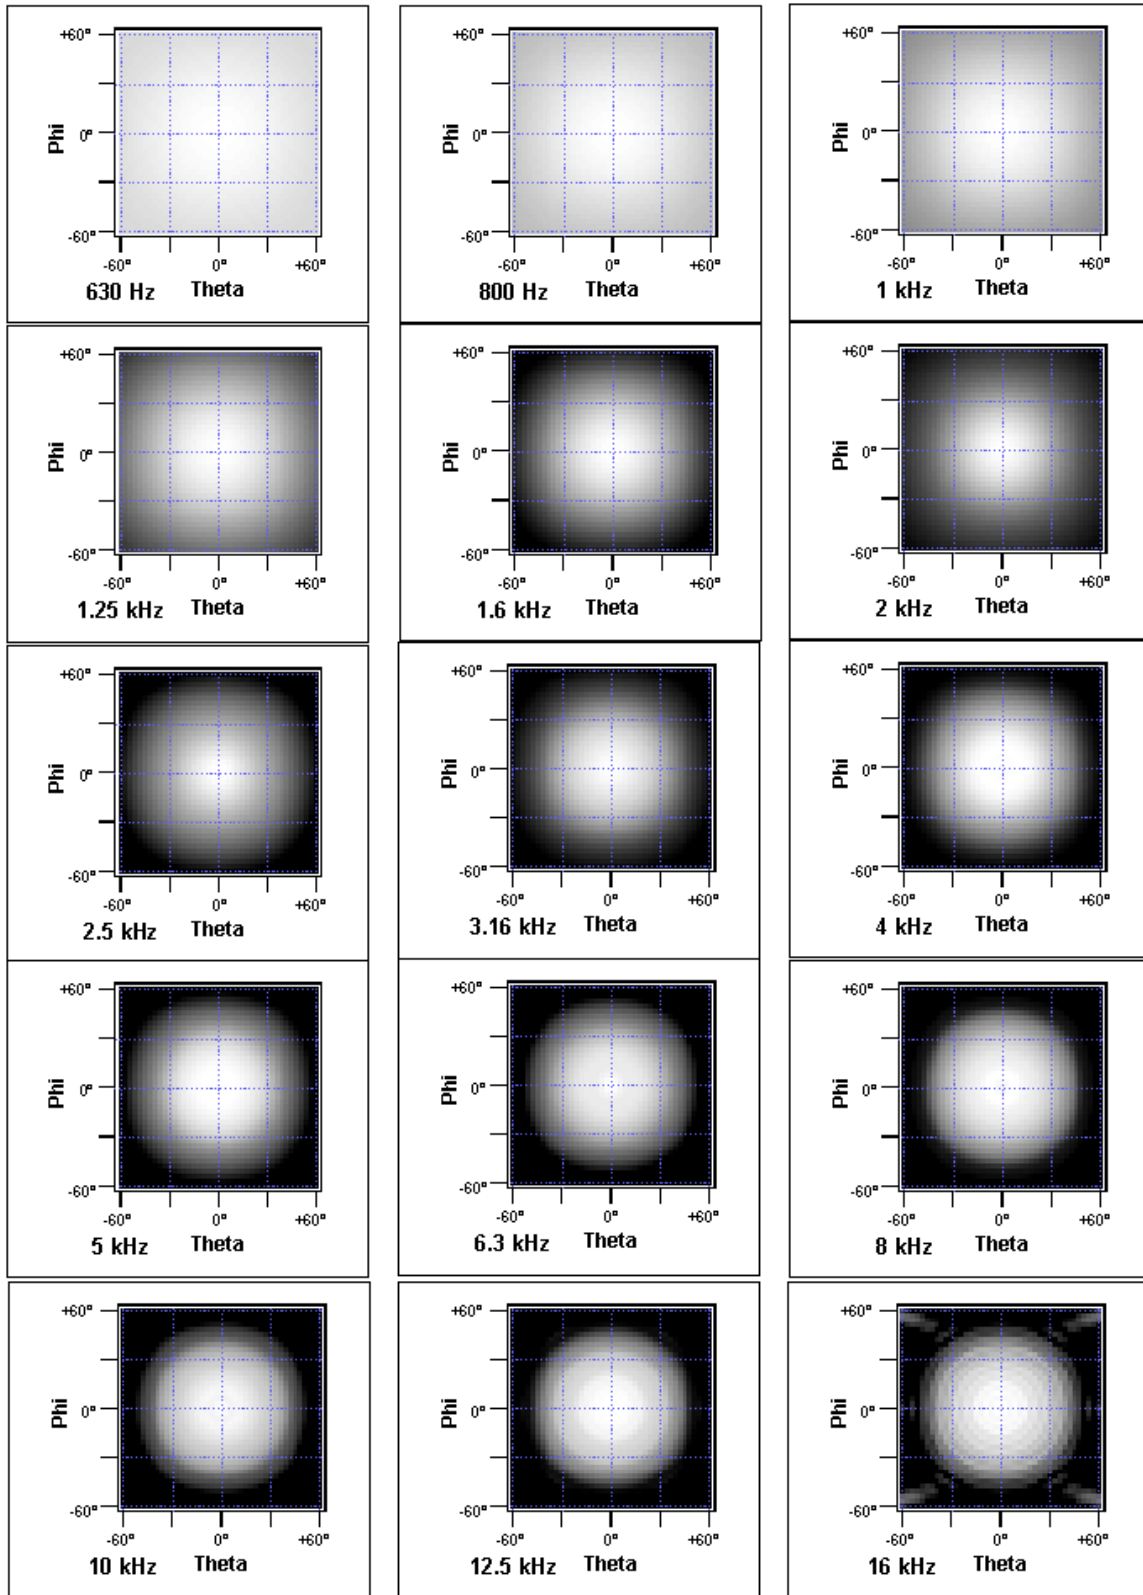 +60°
Phi
0°
-60°
-60° 0° +60°
630 Hz Theta
+60°
Phi
0°
-60°
-60° 0° +60°
800 Hz Theta
+60°
Phi
0°
-60°
-60° 0° +60°
1 kHz Theta
+60°
Phi
0°
-60°
-60° 0° +60°
1.25 kHz Theta
+60°
Phi
0°
-60°
-60° 0° +60°
1.6 kHz Theta
+60°
Phi
0°
-60°
-60° 0° +60°
2 kHz Theta
+60°
Phi
0°
-60°
-60° 0° +60°
2.5 kHz Theta
+60°
Phi
0°
-60°
-60° 0° +60°
3.16 kHz Theta
+60°
Phi
0°
-60°
-60° 0° +60°
4 kHz Theta
+60°
Phi
0°
-60°
-60° 0° +60°
5 kHz Theta
+60°
Phi
0°
-60°
-60° 0° +60°
6.3 kHz Theta
+60°
Phi
0°
-60°
-60° 0° +60°
8 kHz Theta
+60°
Phi
0°
-60°
-60° 0° +60°
10 kHz Theta
+60°
Phi
0°
-60°
-60° 0° +60°
12.5 kHz Theta
+60°
Phi
0°
-60°
-60° 0° +60°
16 kHz Theta